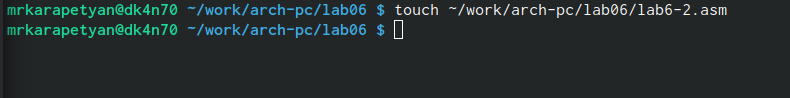 mrkarapetyan@dk4n70 ~/work/arch-pc/lab06 $ touch ~/work/arch-pc/lab06/lab6-2.asm
mrkarapetyan@dk4n70 ~/work/arch-pc/lab06 $